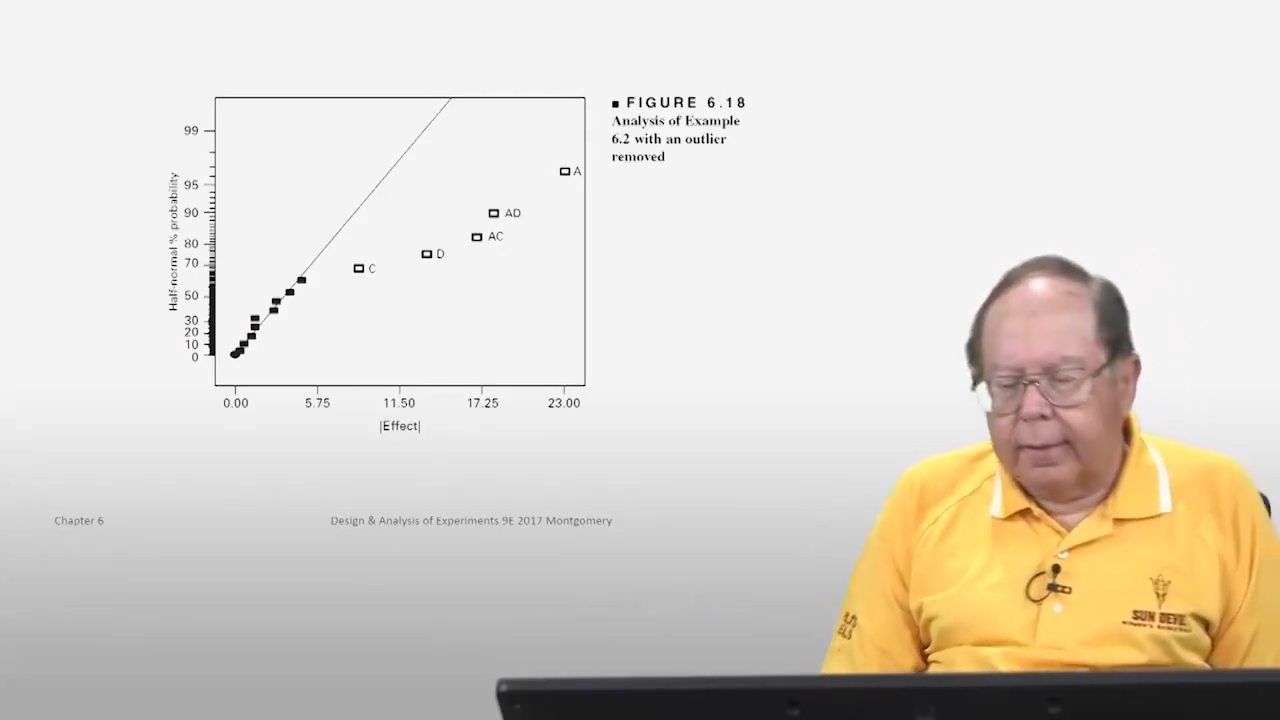 ■ FIGURE 6.18
Analysis of Example
6.2 with an outlier
removed
Half-normal % probability
99
95
90
80
70
50
30
20
10
0
A
AD
AC
D
C
0.00 5.75 11.50 17.25 23.00
|Effect|
Chapter 6
Design & Analysis of Experiments 9E 2017 Montgomery
SUN DEVIL